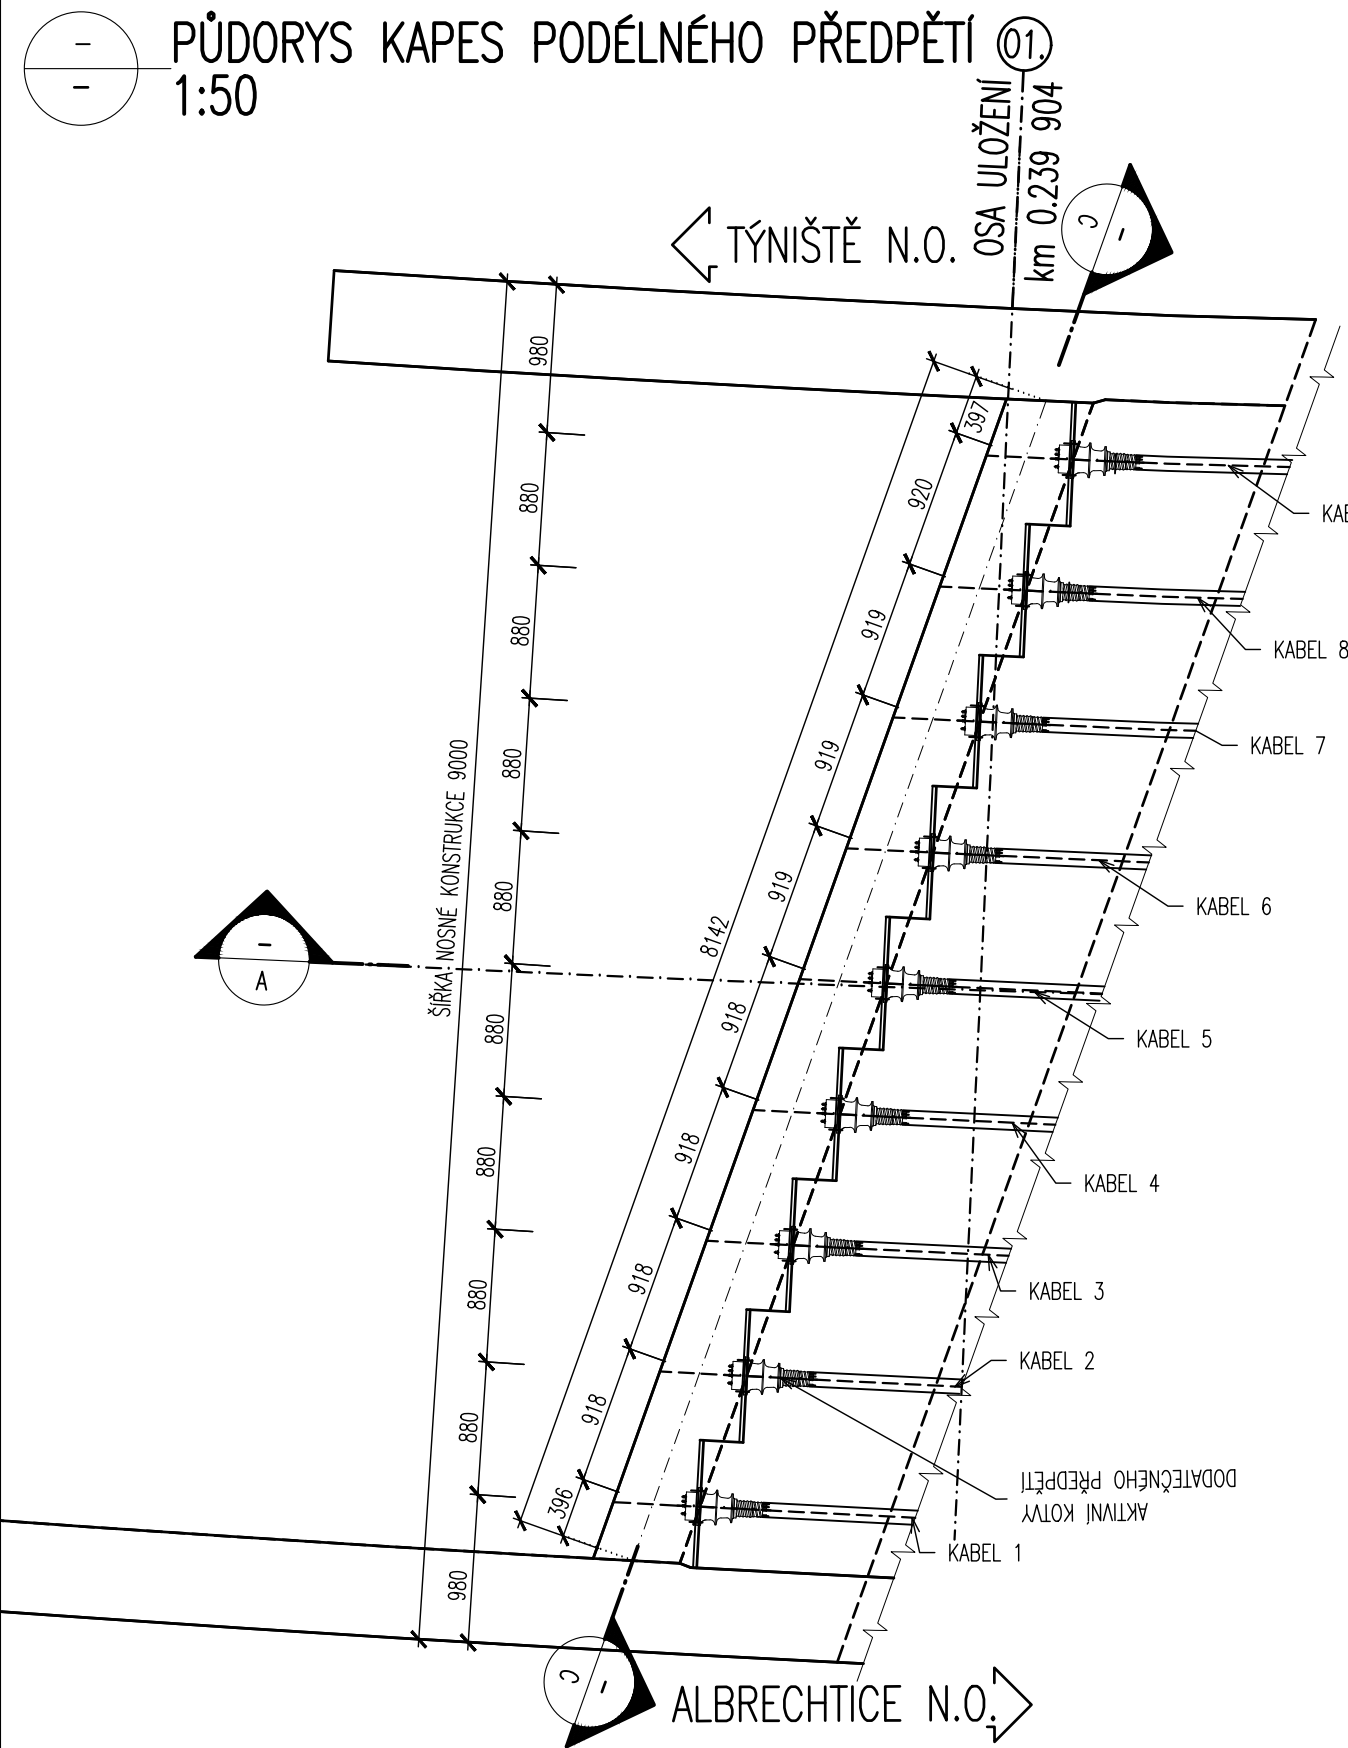 -
-
PŮDORYS KAPES PODÉLNÉHO PŘEDPĚTÍ
1:50
01.
OSA ULOŽENÍ
km 0.239 904
TÝNIŠTĚ N.O.
C
-
980
880
880
880
880
880
880
880
880
980
ŠÍŘKA NOSNÉ KONSTRUKCE 9000
8142
397
920
919
919
919
918
918
918
918
396
-
A
KABEL 8
KABEL 7
KABEL 6
KABEL 5
KABEL 4
KABEL 3
KABEL 2
AKTIVNÍ KOTVY
DODATEČNÉHO PŘEDPĚTÍ
KABEL 1
C
-
ALBRECHTICE N.O.